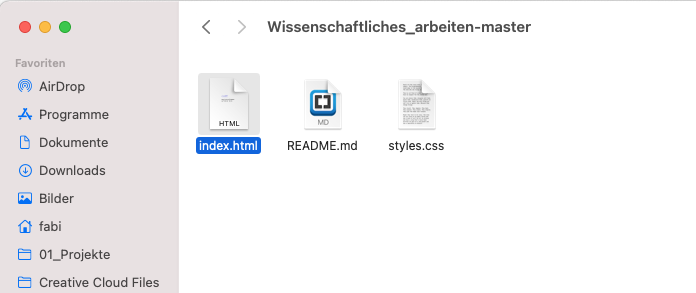 Wissenschaftliches_arbeiten-master
Favoriten
AirDrop
Programme
Dokumente
Downloads
Bilder
fabi
01_Projekte
Creative Cloud Files
HTML
MD
index.html
README.md
styles.css